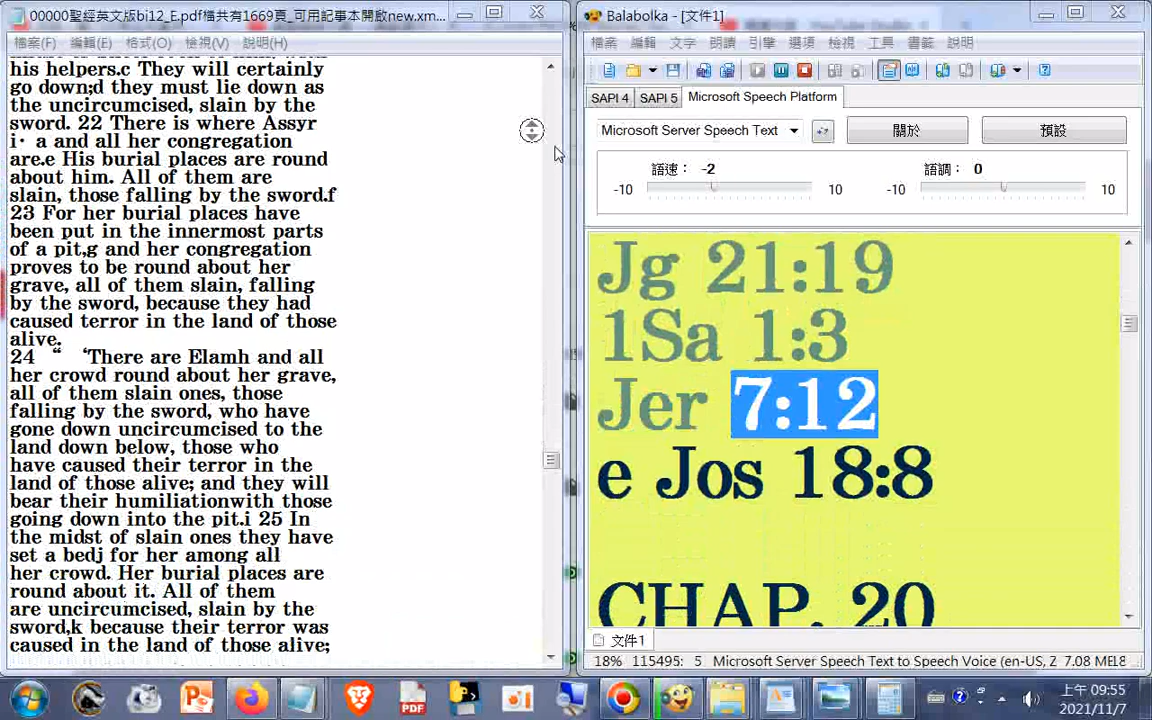 00000聖經英文版bi12_E.pdf檔共有1669頁_可用記事本開啟new.xm...
檔案(F) 編輯(E) 格式(O) 檢視(V) 說明(H)
his helpers.c They will certainly
go down;d they must lie down as
the uncircumcised, slain by the
sword. 22 There is where Assyr
i· a and all her congregation
are.e His burial places are round
about him. All of them are
slain, those falling by the sword.f
23 For her burial places have
been put in the innermost parts
of a pit,g and her congregation
proves to be round about her
grave, all of them slain, falling
by the sword, because they had
caused terror in the land of those
alive.
24 “ ‘There are Elamh and all
her crowd round about her grave,
all of them slain ones, those
falling by the sword, who have
gone down uncircumcised to the
land down below, those who
have caused their terror in the
land of those alive; and they will
bear their humiliationwith those
going down into the pit.i 25 In
the midst of slain ones they have
set a bedj for her among all
her crowd. Her burial places are
round about it. All of them
are uncircumcised, slain by the
sword,k because their terror was
caused in the land of those alive;
Balabolka - [文件1]
檔案 編輯 文字 朗讀 引擎 選項 檢視 工具 書籤 說明
SAPI 4 SAPI 5 Microsoft Speech Platform
Microsoft Server Speech Text 關於 預設
語速： -2 語調： 0
-10 10 -10 10
Jg 21:19
1Sa 1:3
Jer 7:12
e Jos 18:8
CHAP. 20
文件1
18% 115495: 5 Microsoft Server Speech Text to Speech Voice (en-US, Z 7.08 MEL8
PDF
上午 09:55
2021/11/7